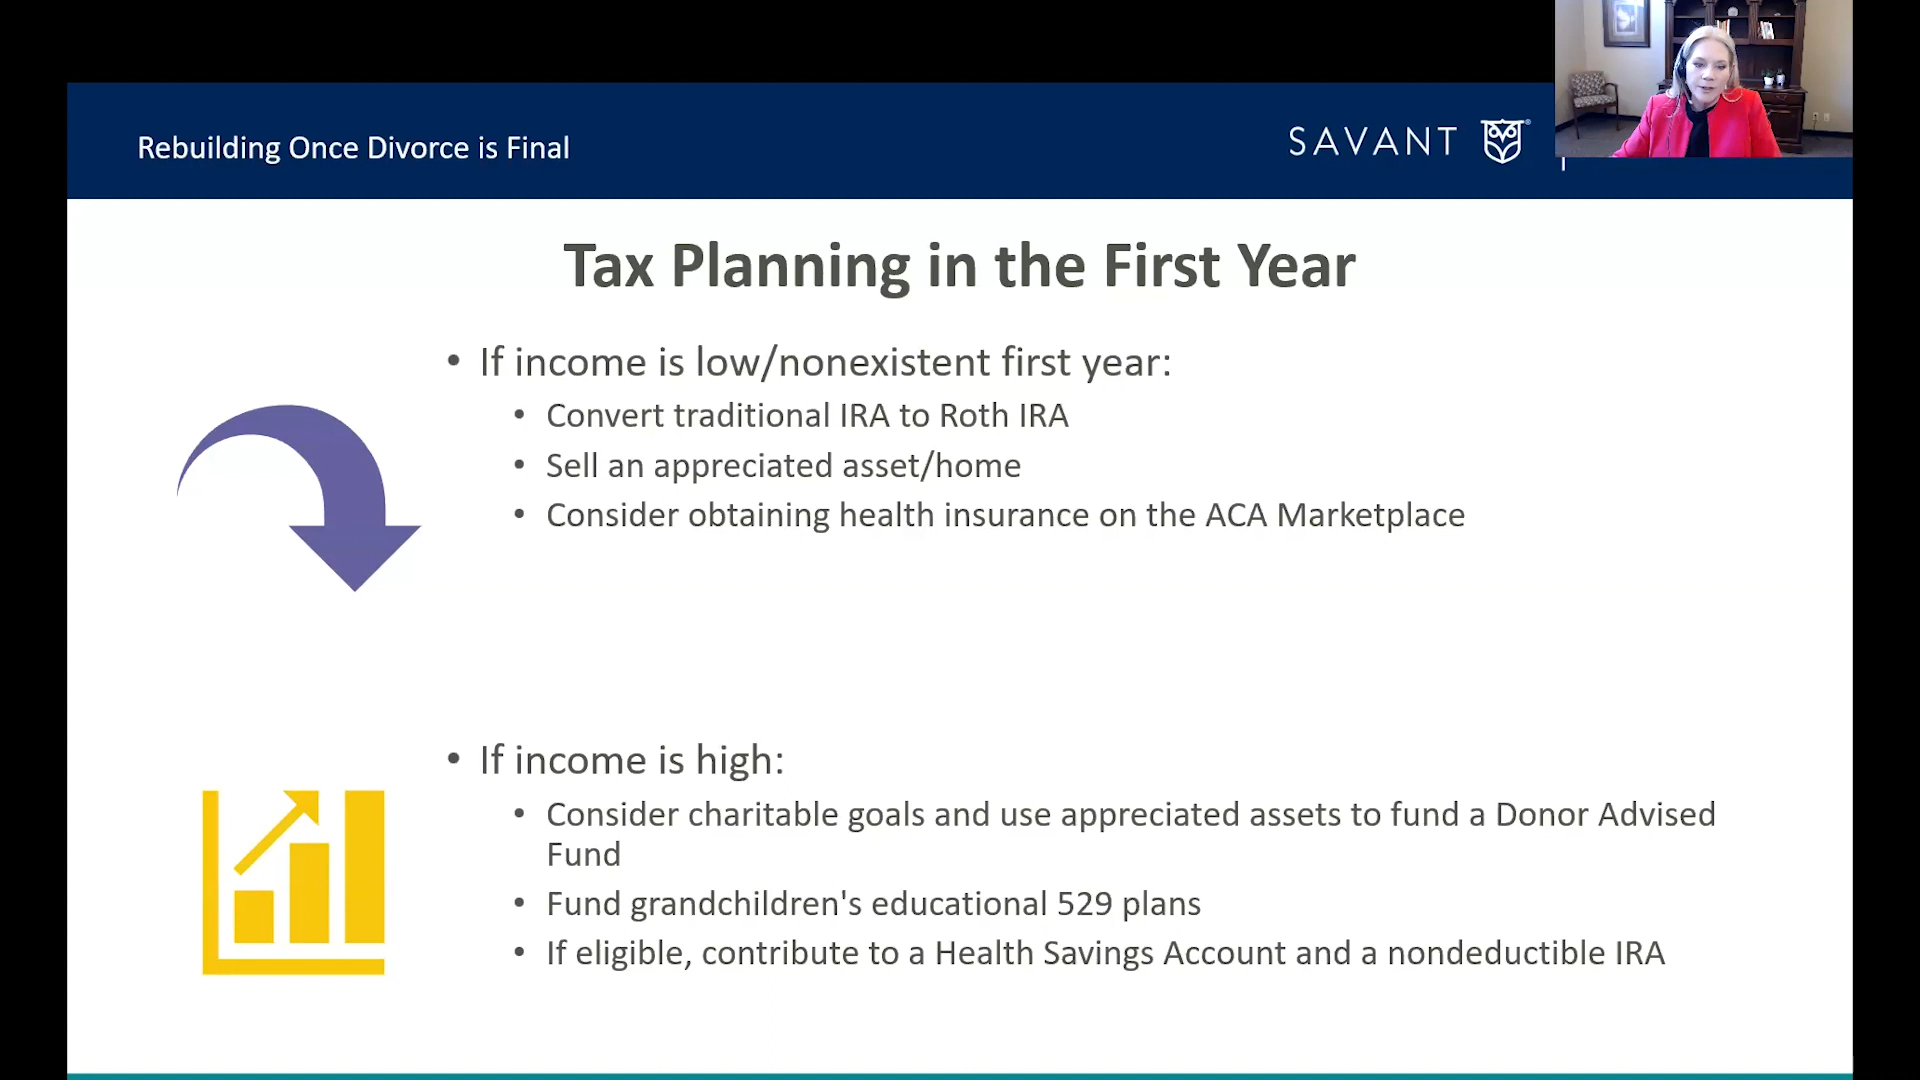 Rebuilding Once Divorce is Final
SAVANT
Tax Planning in the First Year
• If income is low/nonexistent first year:
• Convert traditional IRA to Roth IRA
• Sell an appreciated asset/home
• Consider obtaining health insurance on the ACA Marketplace
• If income is high:
• Consider charitable goals and use appreciated assets to fund a Donor Advised
Fund
• Fund grandchildren's educational 529 plans
• If eligible, contribute to a Health Savings Account and a nondeductible IRA